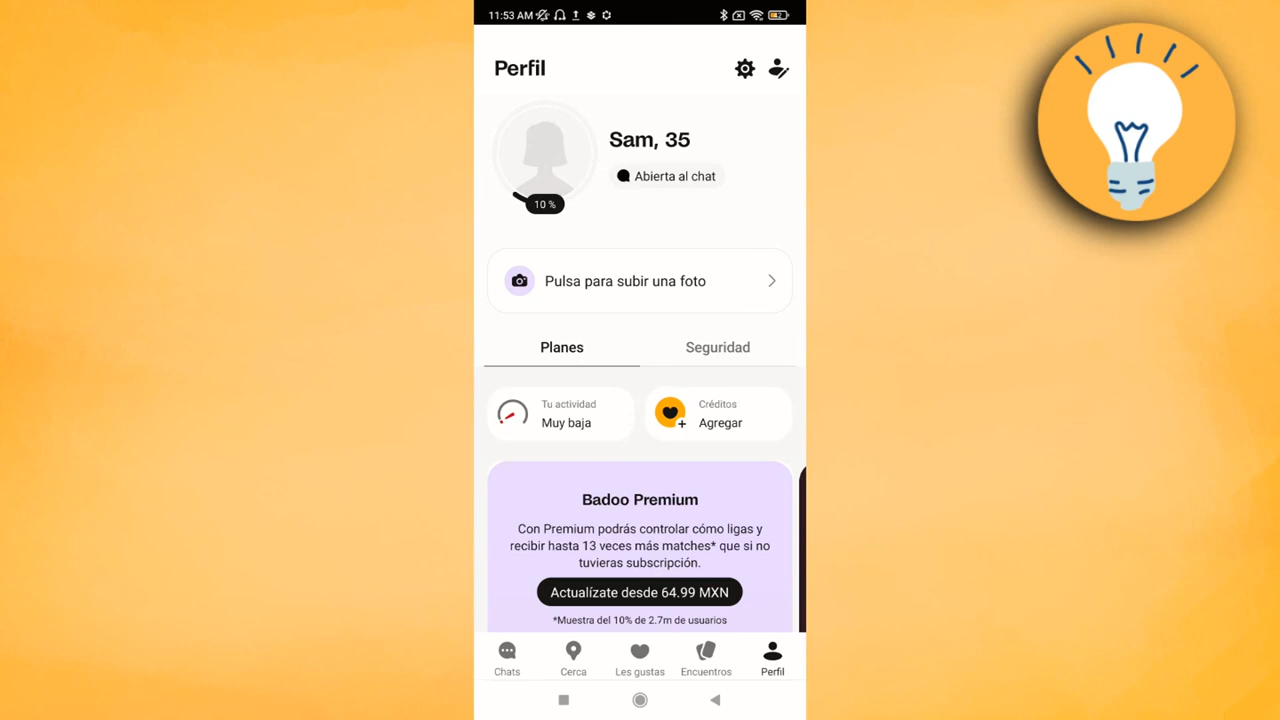 11:53 AM
Perfil
Sam, 35
Abierta al chat
10 %
Pulsa para subir una foto
Planes
Seguridad
Tu actividad
Muy baja
Créditos
Agregar
Badoo Premium
Con Premium podrás controlar cómo ligas y
recibir hasta 13 veces más matches* que si no
tuvieras subscripción.
Actualízate desde 64.99 MXN
*Muestra del 10% de 2.7m de usuarios
Chats
Cerca
Les gustas
Encuentros
Perfil